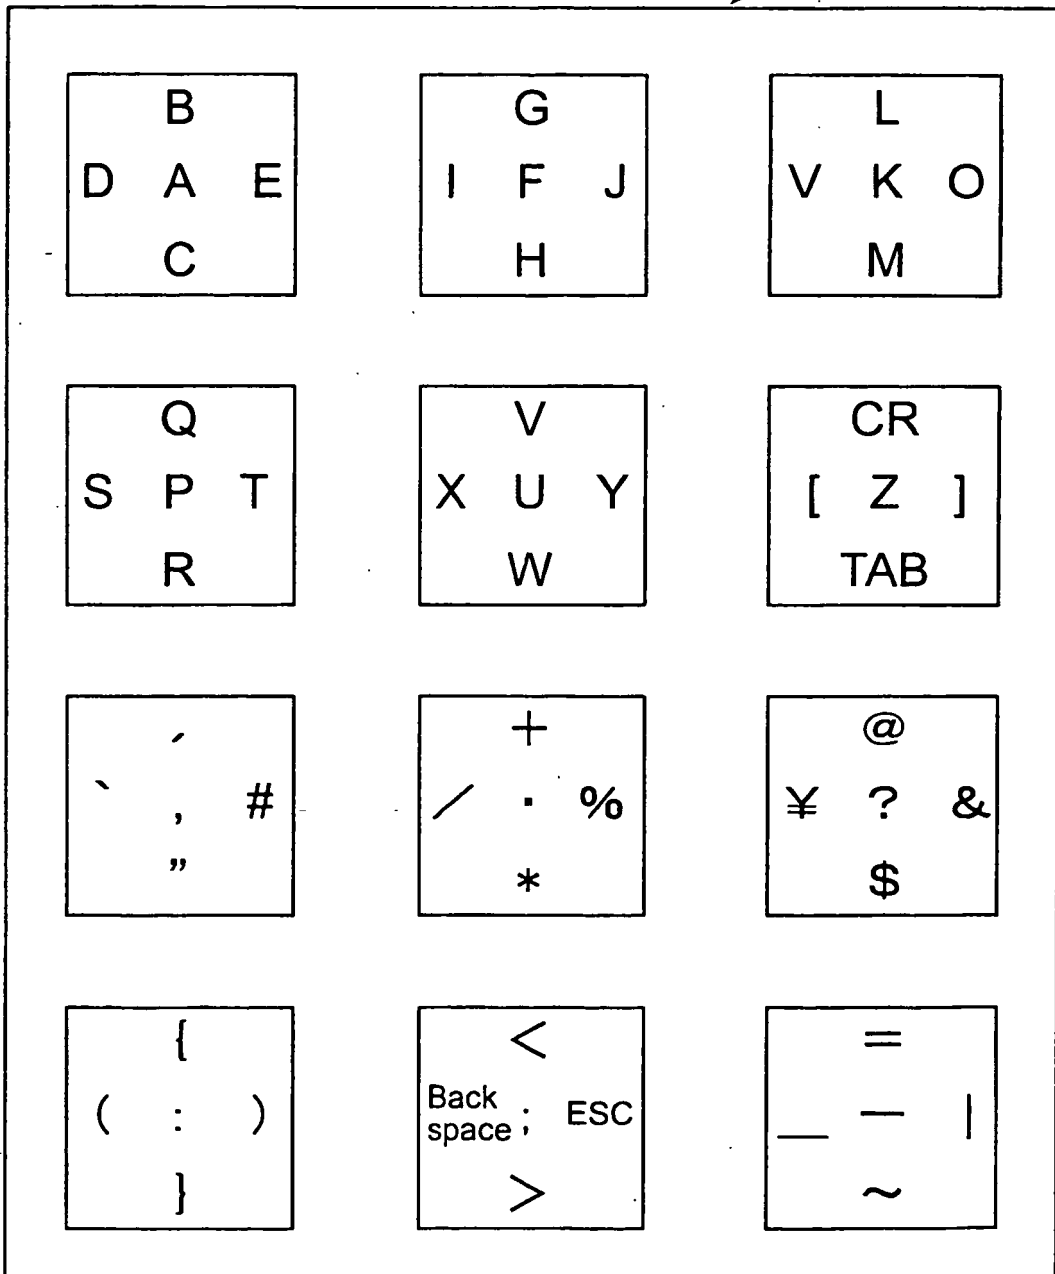 B G L
D A E I F J V K O
C H M
Q V CR
S P T X U Y [ Z ]
R W TAB
´ + @
` , # ／ . % ¥ ? &
” * $
{ < =
( : ) Back space ; ESC _ — |
} > ~